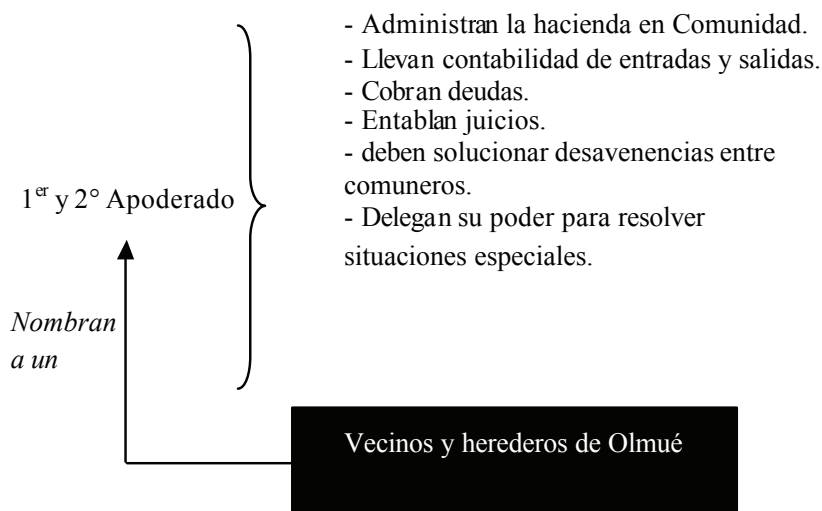 - Administran la hacienda en Comunidad.
- Llevan contabilidad de entradas y salidas.
- Cobran deudas.
- Entablan juicios.
- deben solucionar desavenencias entre
comuneros.
- Delegan su poder para resolver
situaciones especiales.
1er y 2° Apoderado
Nombran
a un
Vecinos y herederos de Olmué